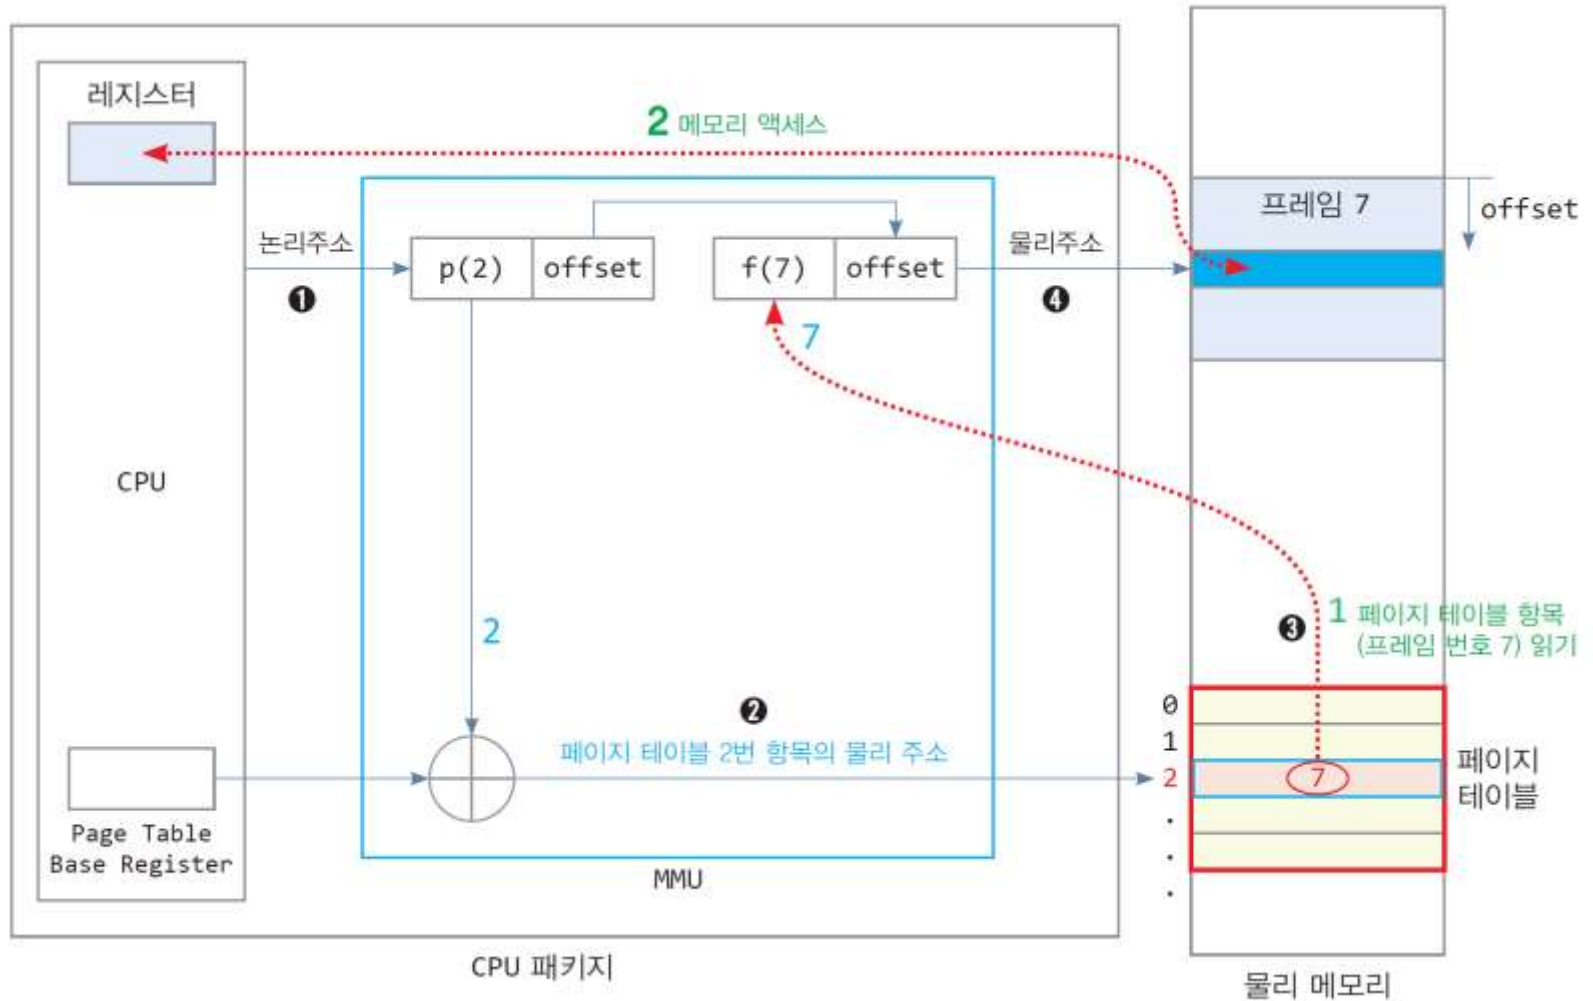 레지스터
2 메모리 액세스
프레임 7
offset
논리주소
p(2) offset
f(7) offset
물리주소
❶
❹
7
CPU
2
❸
1 페이지 테이블 항목
(프레임 번호 7) 읽기
❷
페이지 테이블 2번 항목의 물리 주소
0
1
2
7
.
.
.
페이지
테이블
Page Table
Base Register
MMU
CPU 패키지
물리 메모리